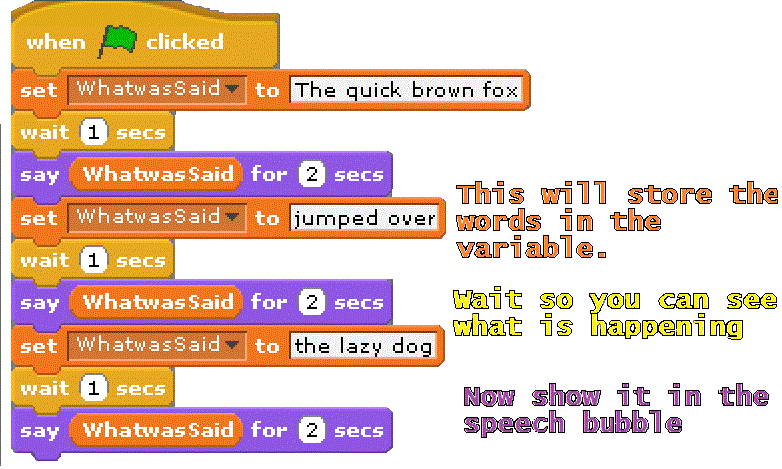 when clicked
set WhatwasSaid to The quick brown fox
wait 1 secs
say WhatwasSaid for 2 secs
set WhatwasSaid to jumped over
wait 1 secs
say WhatwasSaid for 2 secs
set WhatwasSaid to the lazy dog
wait 1 secs
say WhatwasSaid for 2 secs
This will store the
words in the
variable.
Wait so you can see
what is happening
Now show it in the
speech bubble